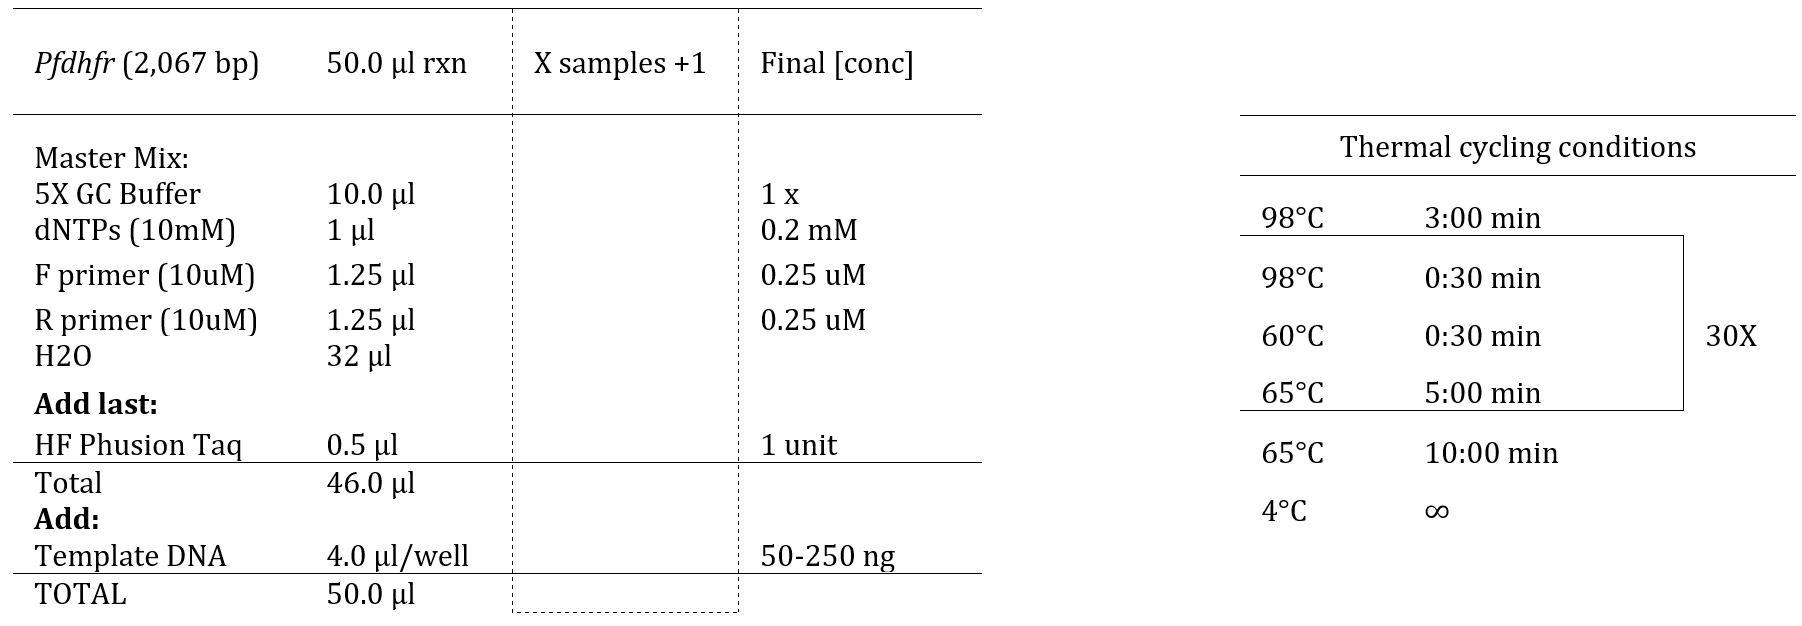 Pfdhfr (2,067 bp) 50.0 µl rxn X samples +1 Final [conc]
Master Mix:
5X GC Buffer 10.0 µl 1 x
dNTPs (10mM) 1 µl 0.2 mM
F primer (10uM) 1.25 µl 0.25 uM
R primer (10uM) 1.25 µl 0.25 uM
H2O 32 µl
Add last:
HF Phusion Taq 0.5 µl 1 unit
Total 46.0 µl
Add:
Template DNA 4.0 µl/well 50-250 ng
TOTAL 50.0 µl
Thermal cycling conditions
98°C 3:00 min
98°C 0:30 min
60°C 0:30 min 30X
65°C 5:00 min
65°C 10:00 min
4°C ∞